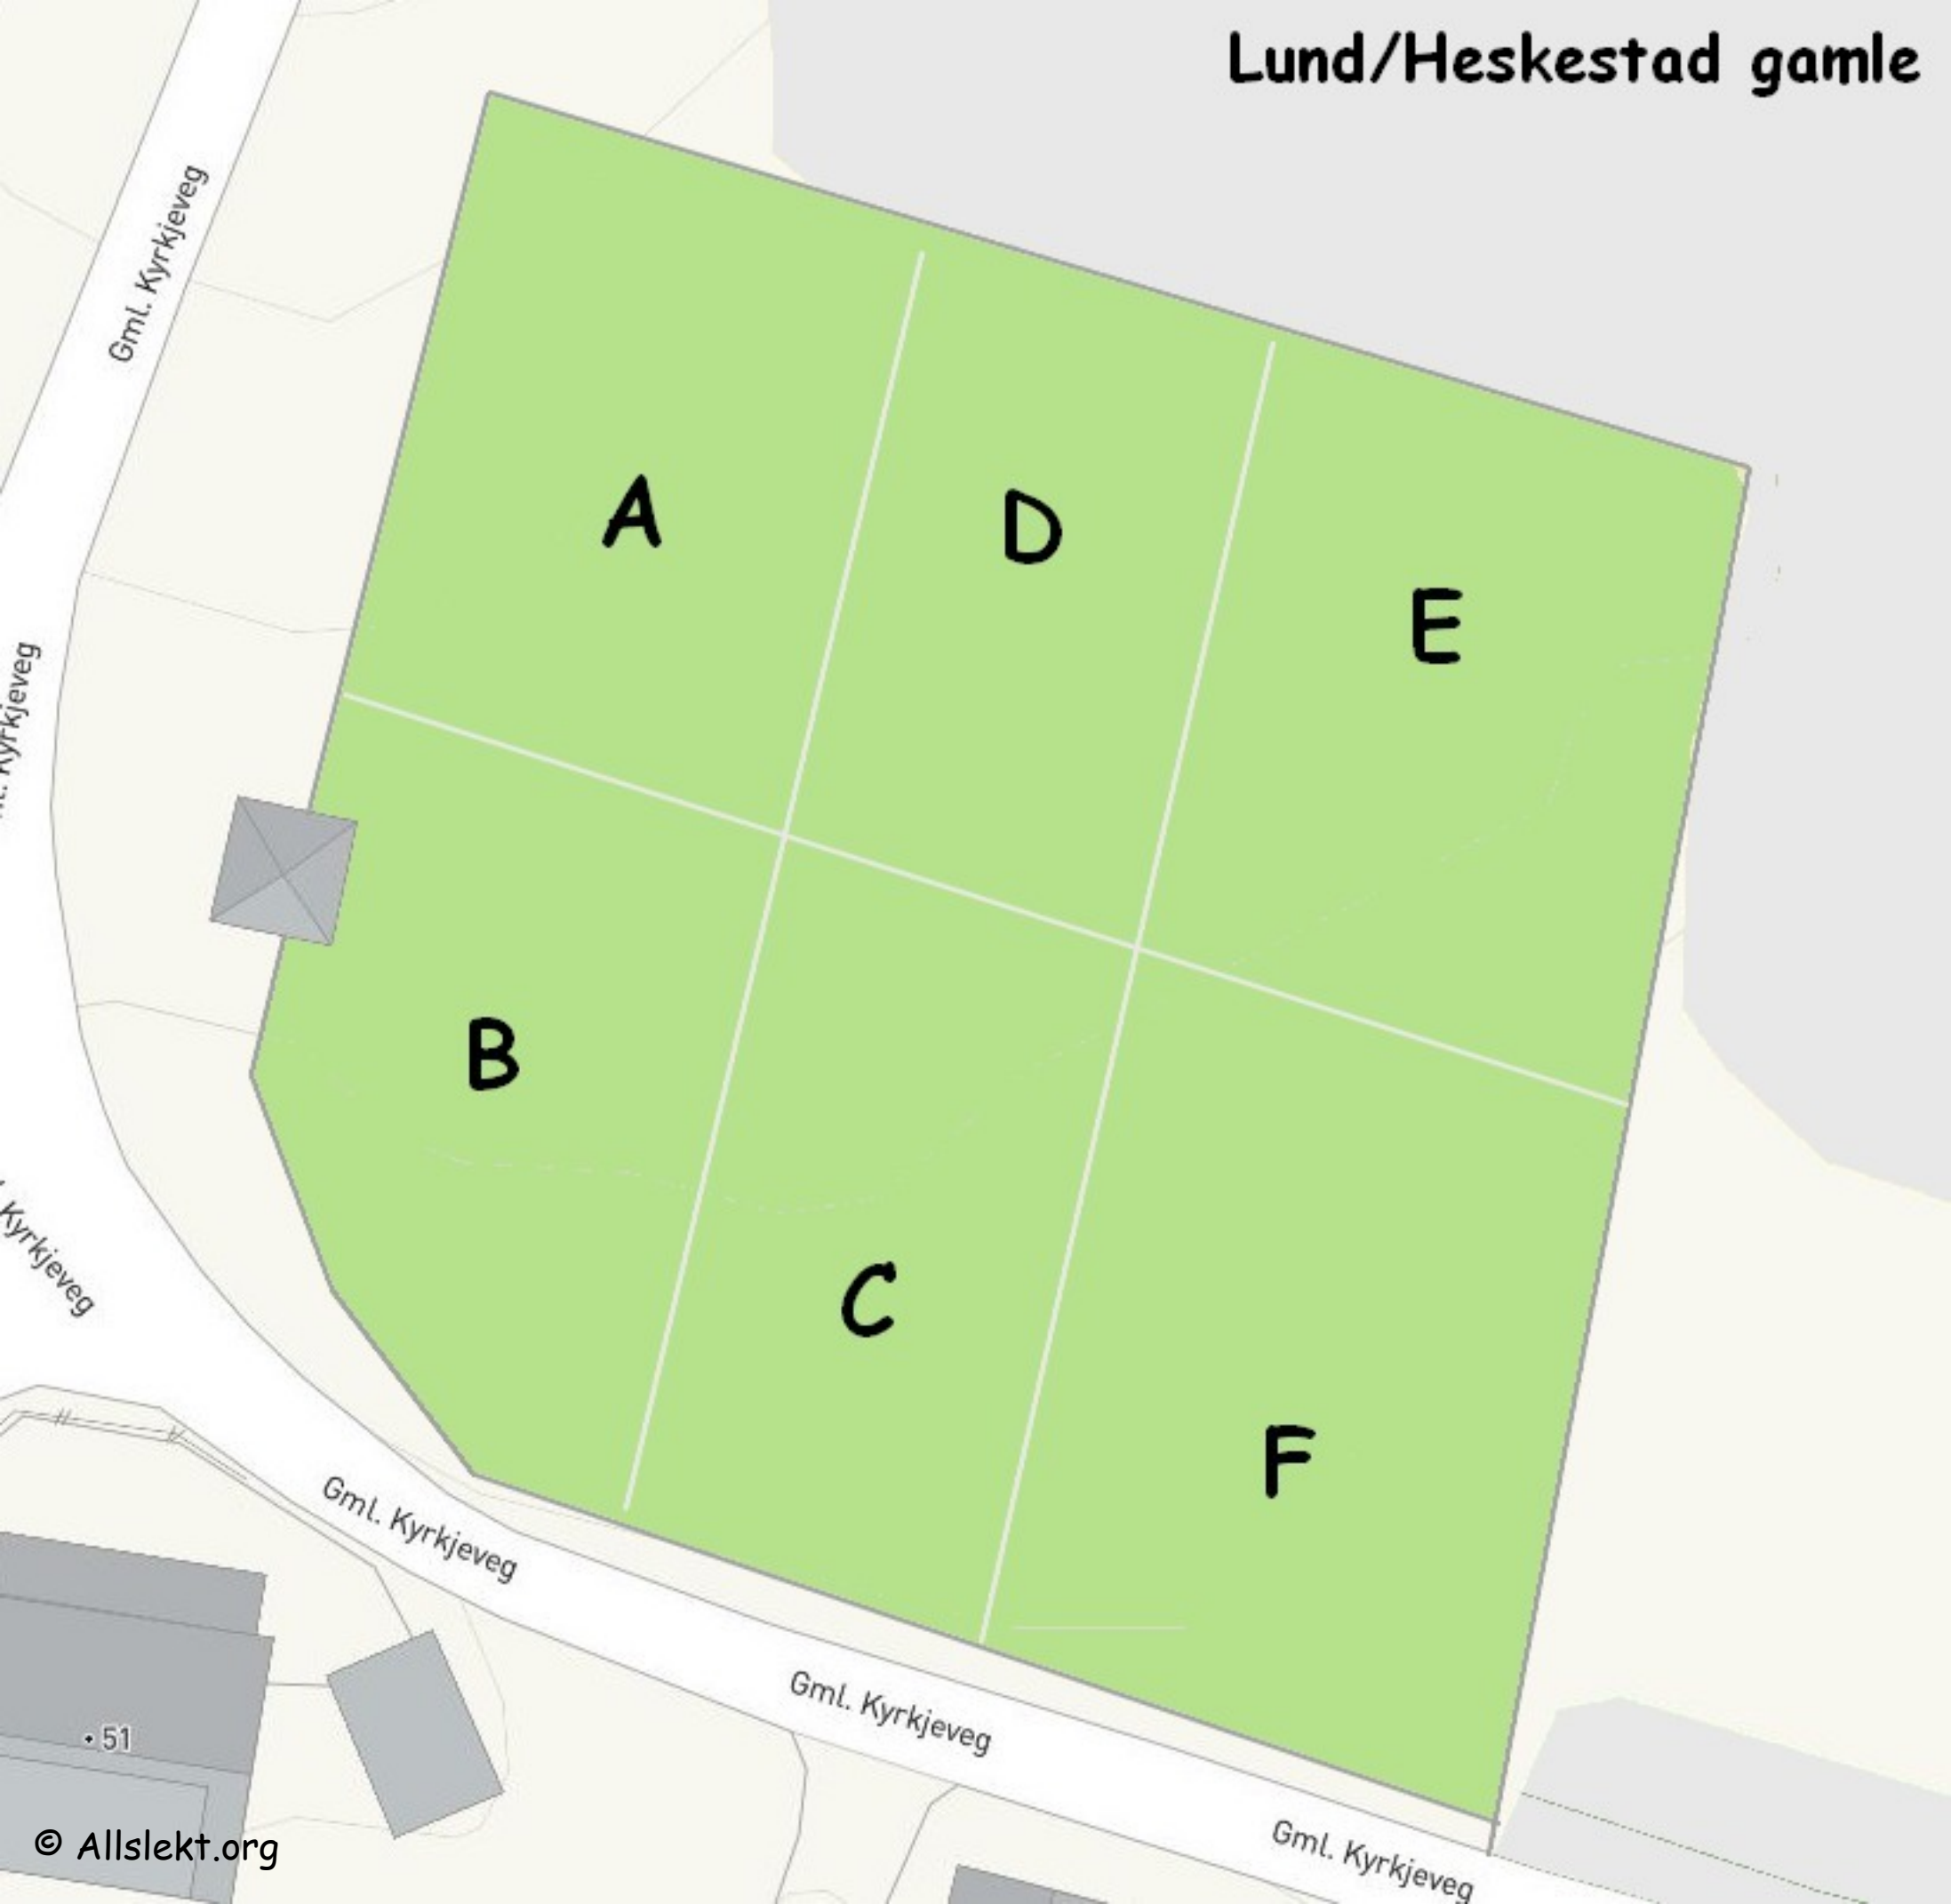 Lund/Heskestad gamle
Gml. Kyrkjeveg
A
D
E
Kyrkjeveg
B
Kyrkjeveg
C
F
Gml. Kyrkjeveg
Gml. Kyrkjeveg
51
Gml. Kyrkjeveg
© Allslekt.org